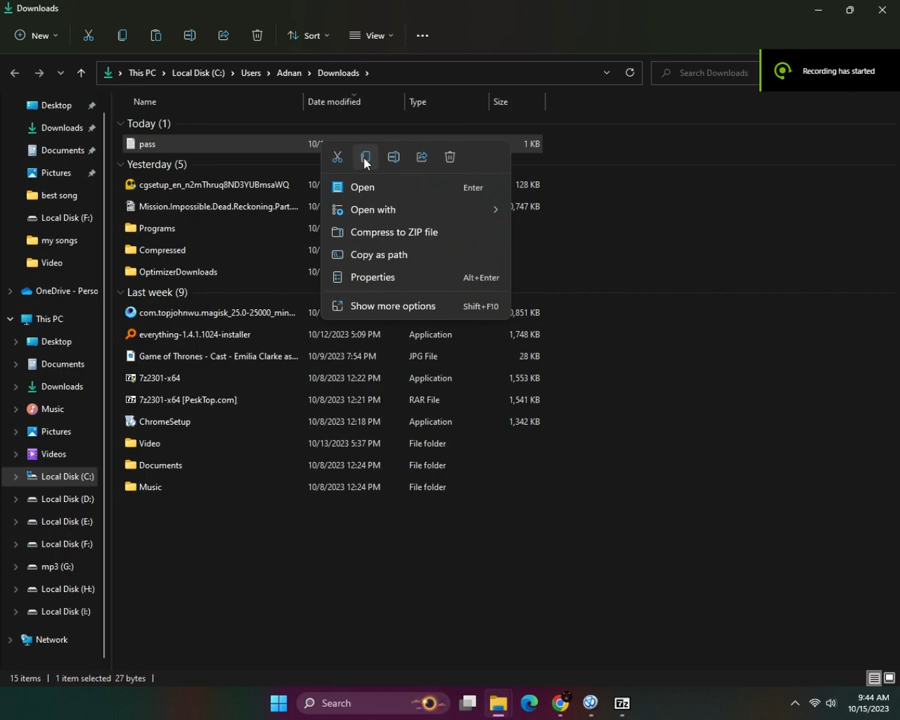 Downloads
New
Sort
View
This PC > Local Disk (C:) > Users > Adnan > Downloads >
Search Downloads
Recording has started
Name
Date modified
Type
Size
Desktop
Downloads
Documents
Pictures
best song
Local Disk (F:)
my songs
Video
OneDrive - Perso
This PC
Desktop
Documents
Downloads
Music
Pictures
Videos
Local Disk (C:)
Local Disk (D:)
Local Disk (E:)
Local Disk (F:)
mp3 (G:)
Local Disk (H:)
Local Disk (I:)
Network
Today (1)
pass 10/ 1 KB
Yesterday (5)
cgsetup_en_n2mThruq8ND3YUBmsaWQ 10/ 128 KB
Mission.Impossible.Dead.Reckoning.Part.... 10/ 0,747 KB
Programs 10/
Compressed 10/
OptimizerDownloads 10/
Last week (9)
com.topjohnwu.magisk_25.0-25000_min... 10/ 0,851 KB
everything-1.4.1.1024-installer 10/12/2023 5:09 PM Application 1,748 KB
Game of Thrones - Cast - Emilia Clarke as... 10/9/2023 7:54 PM JPG File 28 KB
7z2301-x64 10/8/2023 12:22 PM Application 1,553 KB
7z2301-x64 [PeskTop.com] 10/8/2023 12:21 PM RAR File 1,541 KB
ChromeSetup 10/8/2023 12:18 PM Application 1,342 KB
Video 10/13/2023 5:37 PM File folder
Documents 10/8/2023 12:24 PM File folder
Music 10/8/2023 12:24 PM File folder
Open Enter
Open with
Compress to ZIP file
Copy as path
Properties Alt+Enter
Show more options Shift+F10
15 items | 1 item selected 27 bytes |
Search
7z
9:44 AM
10/15/2023